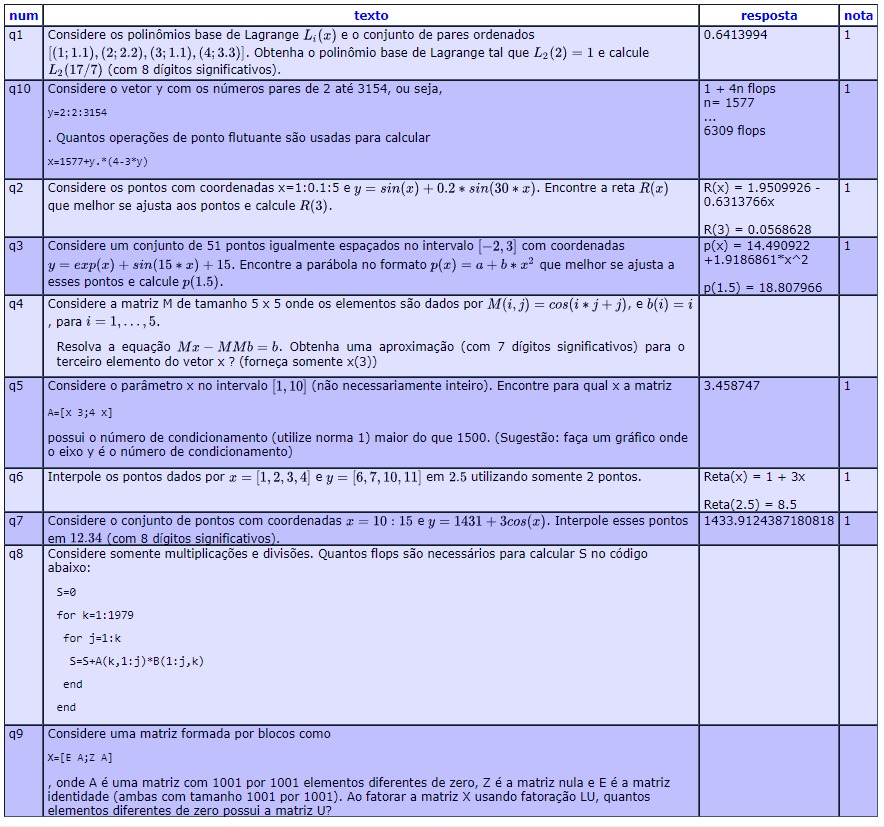 num texto resposta nota
q1 Considere os polinômios base de Lagrange L_i(x) e o conjunto de pares ordenados 0.6413994 1
[(1; 1.1), (2; 2.2), (3; 1.1), (4; 3.3)]. Obtenha o polinômio base de Lagrange tal que L_2(2) = 1 e calcule
L_2(17/7) (com 8 dígitos significativos).
q10 Considere o vetor y com os números pares de 2 até 3154, ou seja, 1 + 4n flops 1
n= 1577
y=2:2:3154
...
. Quantos operações de ponto flutuante são usadas para calcular 6309 flops
x=1577+y.*(4-3*y)
q2 Considere os pontos com coordenadas x=1:0.1:5 e y = sin(x) + 0.2 * sin(30 * x). Encontre a reta R(x) R(x) = 1.9509926 - 1
que melhor se ajusta aos pontos e calcule R(3). 0.6313766x
R(3) = 0.0568628
q3 Considere um conjunto de 51 pontos igualmente espaçados no intervalo [−2, 3] com coordenadas p(x) = 14.490922 1
y = exp(x) + sin(15 * x) + 15. Encontre a parábola no formato p(x) = a + b * x^2 que melhor se ajusta a +1.9186861*x^2
esses pontos e calcule p(1.5). p(1.5) = 18.807966
q4 Considere a matriz M de tamanho 5 x 5 onde os elementos são dados por M(i, j) = cos(i * j + j), e b(i) = i
, para i = 1, . . . , 5.
Resolva a equação Mx − MMb = b. Obtenha uma aproximação (com 7 dígitos significativos) para o
terceiro elemento do vetor x ? (forneça somente x(3))
q5 Considere o parâmetro x no intervalo [1, 10] (não necessariamente inteiro). Encontre para qual x a matriz 3.458747 1
A=[x 3;4 x]
possui o número de condicionamento (utilize norma 1) maior do que 1500. (Sugestão: faça um gráfico onde
o eixo y é o número de condicionamento)
q6 Interpole os pontos dados por x = [1, 2, 3, 4] e y = [6, 7, 10, 11] em 2.5 utilizando somente 2 pontos. Reta(x) = 1 + 3x 1
Reta(2.5) = 8.5
q7 Considere o conjunto de pontos com coordenadas x = 10 : 15 e y = 1431 + 3cos(x). Interpole esses pontos 1433.9124387180818 1
em 12.34 (com 8 dígitos significativos).
q8 Considere somente multiplicações e divisões. Quantos flops são necessários para calcular S no código
abaixo:
S=0
for k=1:1979
for j=1:k
S=S+A(k,1:j)*B(1:j,k)
end
end
q9 Considere uma matriz formada por blocos como
X=[E A;Z A]
, onde A é uma matriz com 1001 por 1001 elementos diferentes de zero, Z é a matriz nula e E é a matriz
identidade (ambas com tamanho 1001 por 1001). Ao fatorar a matriz X usando fatoração LU, quantos
elementos diferentes de zero possui a matriz U?